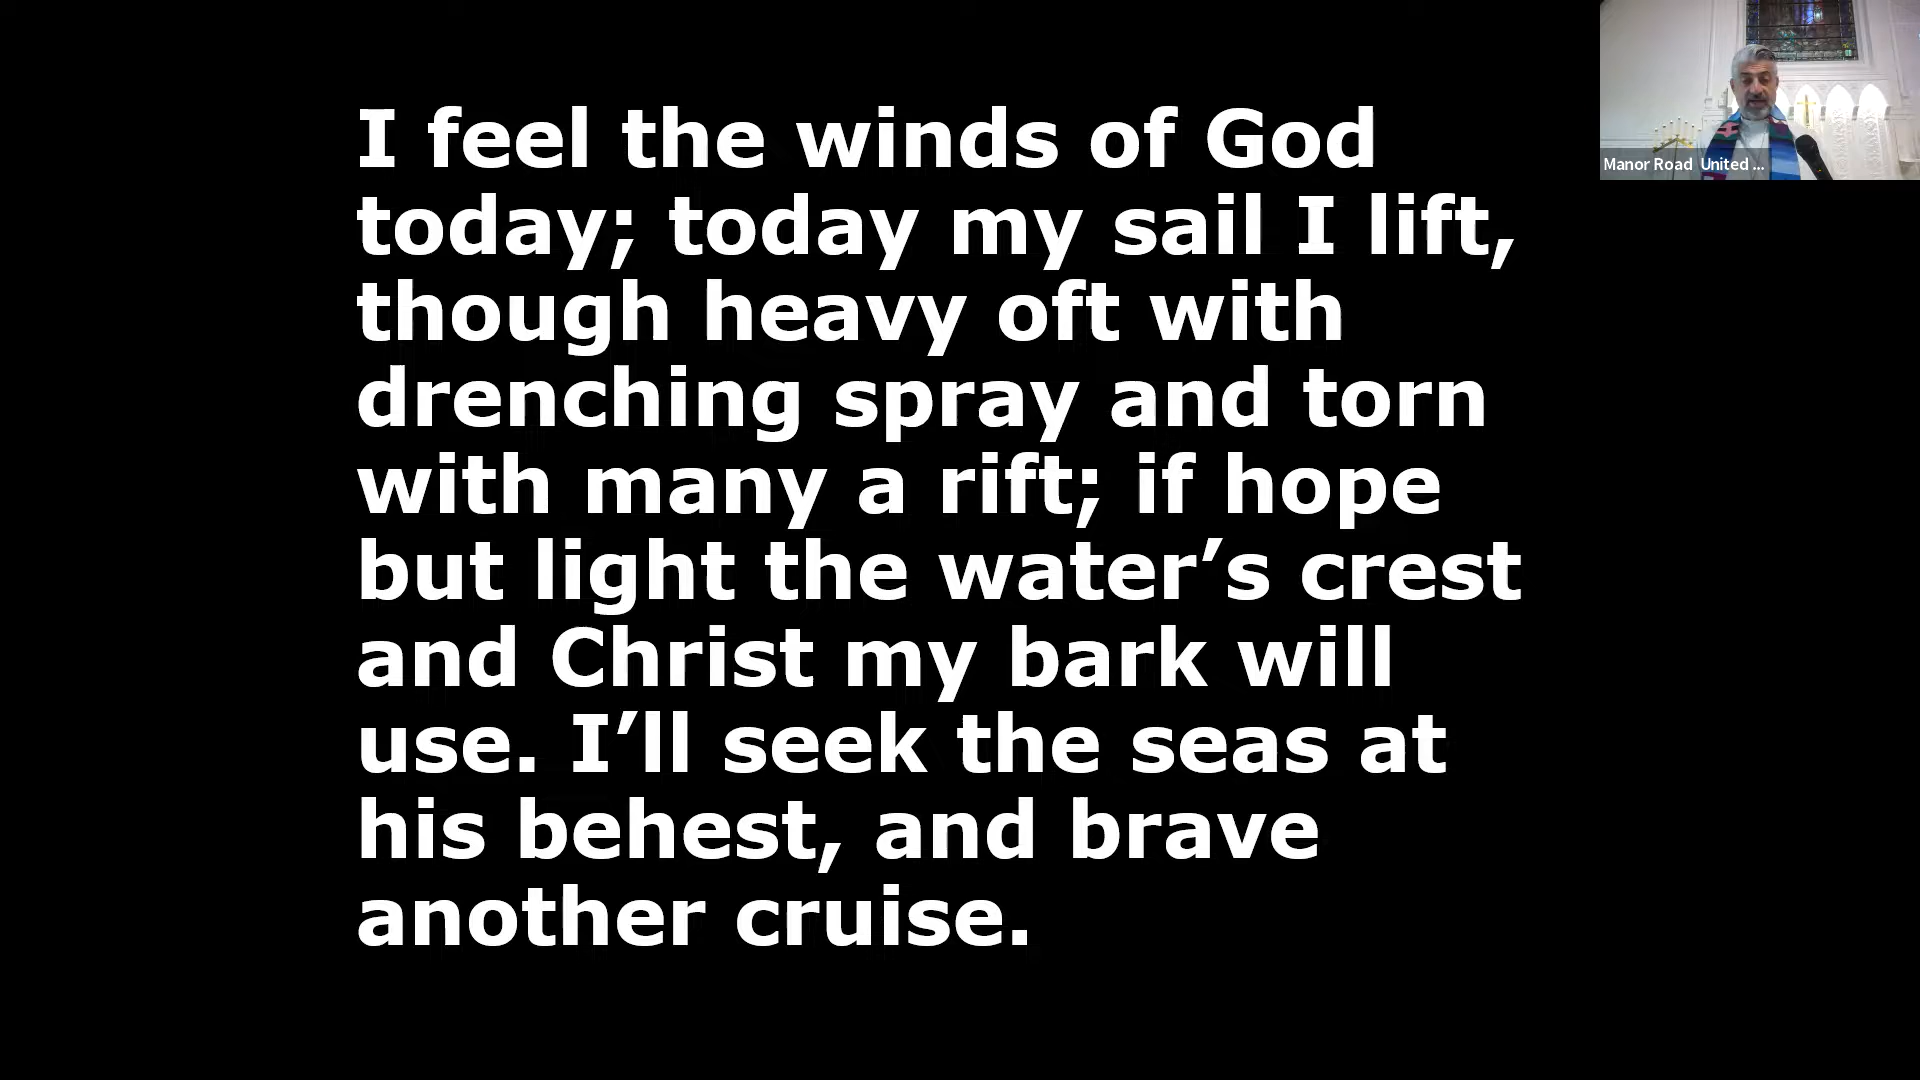 I feel the winds of God
today; today my sail I lift,
though heavy oft with
drenching spray and torn
with many a rift; if hope
but light the water’s crest
and Christ my bark will
use. I’ll seek the seas at
his behest, and brave
another cruise.
Manor Road United ...